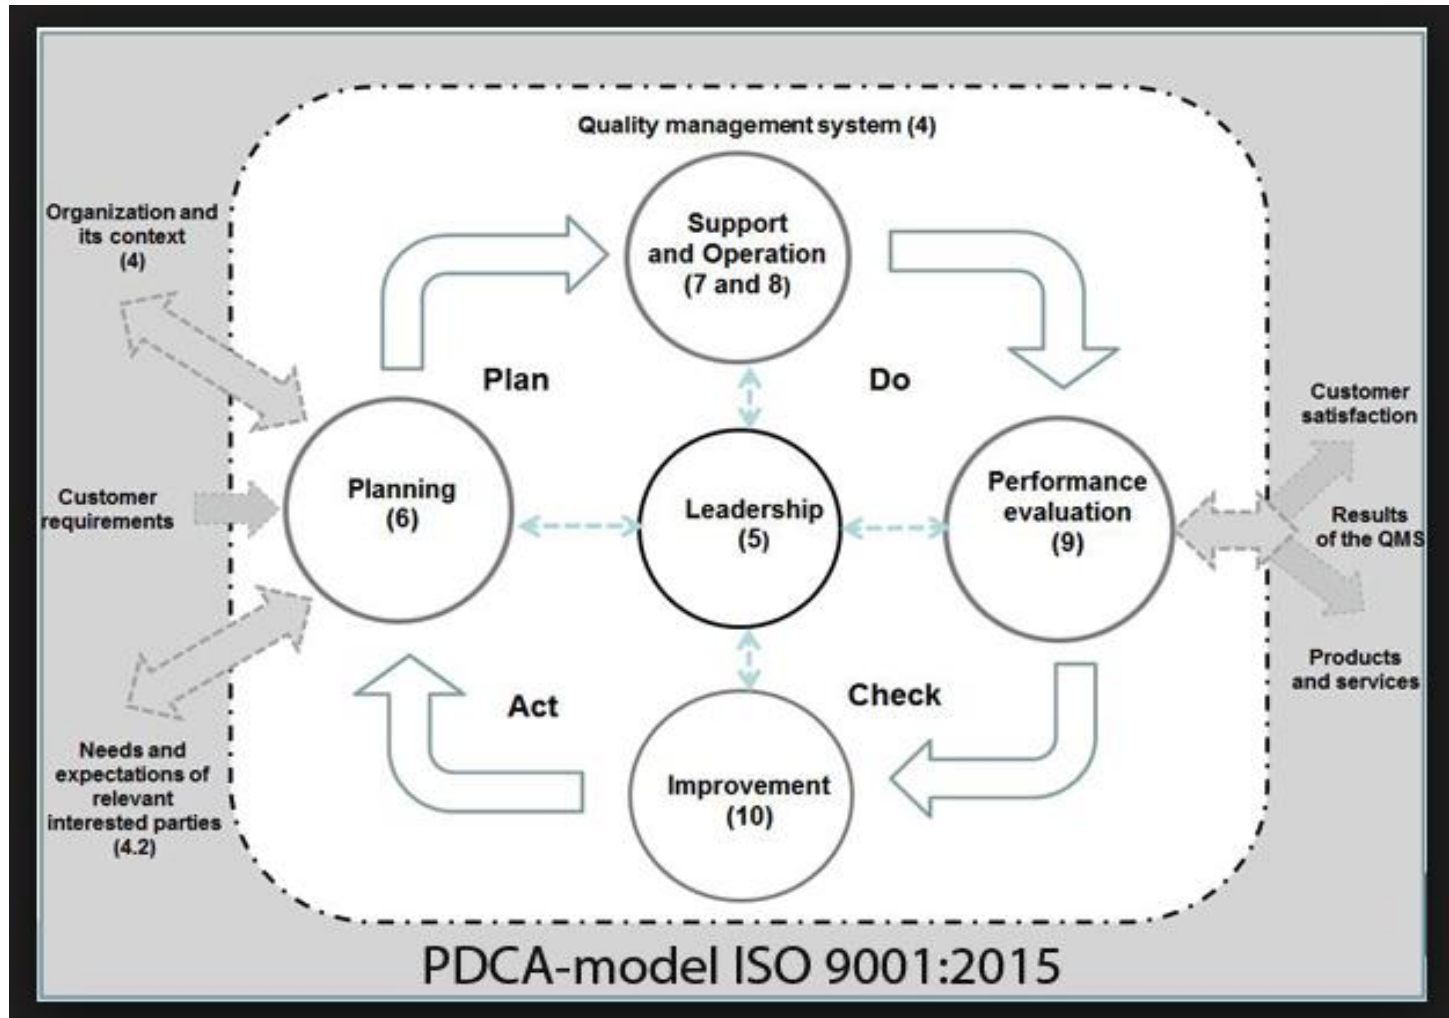 Quality management system (4)
Organization and
its context
(4)
Support
and Operation
(7 and 8)
Plan
Do
Customer
satisfaction
Customer
requirements
Planning
(6)
Leadership
(5)
Performance
evaluation
(9)
Results
of the QMS
Products
and services
Act
Check
Needs and
expectations of
relevant
interested parties
(4.2)
Improvement
(10)
PDCA-model ISO 9001:2015